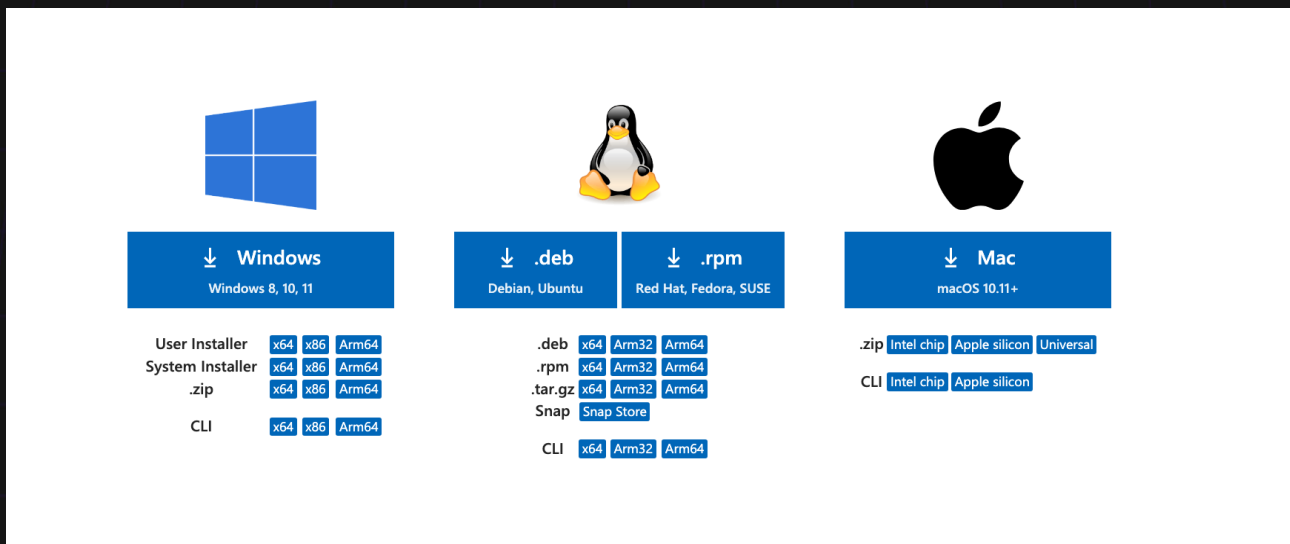 Windows
Windows 8, 10, 11
User Installer x64 x86 Arm64
System Installer x64 x86 Arm64
.zip x64 x86 Arm64
CLI x64 x86 Arm64
.deb
Debian, Ubuntu
.rpm
Red Hat, Fedora, SUSE
.deb x64 Arm32 Arm64
.rpm x64 Arm32 Arm64
.tar.gz x64 Arm32 Arm64
Snap Snap Store
CLI x64 Arm32 Arm64
Mac
macOS 10.11+
.zip Intel chip Apple silicon Universal
CLI Intel chip Apple silicon